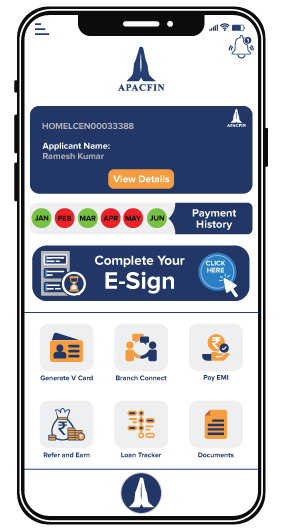 1
APACFIN
HOMELCEN00033388
APACFIN
Applicant Name:
Ramesh Kumar
View Details
JAN FEB MAR APR MAY JUN
Payment
History
Complete Your
E-Sign
CLICK
HERE
Generate V Card
Branch Connect
Pay EMI
Refer and Earn
Loan Tracker
Documents